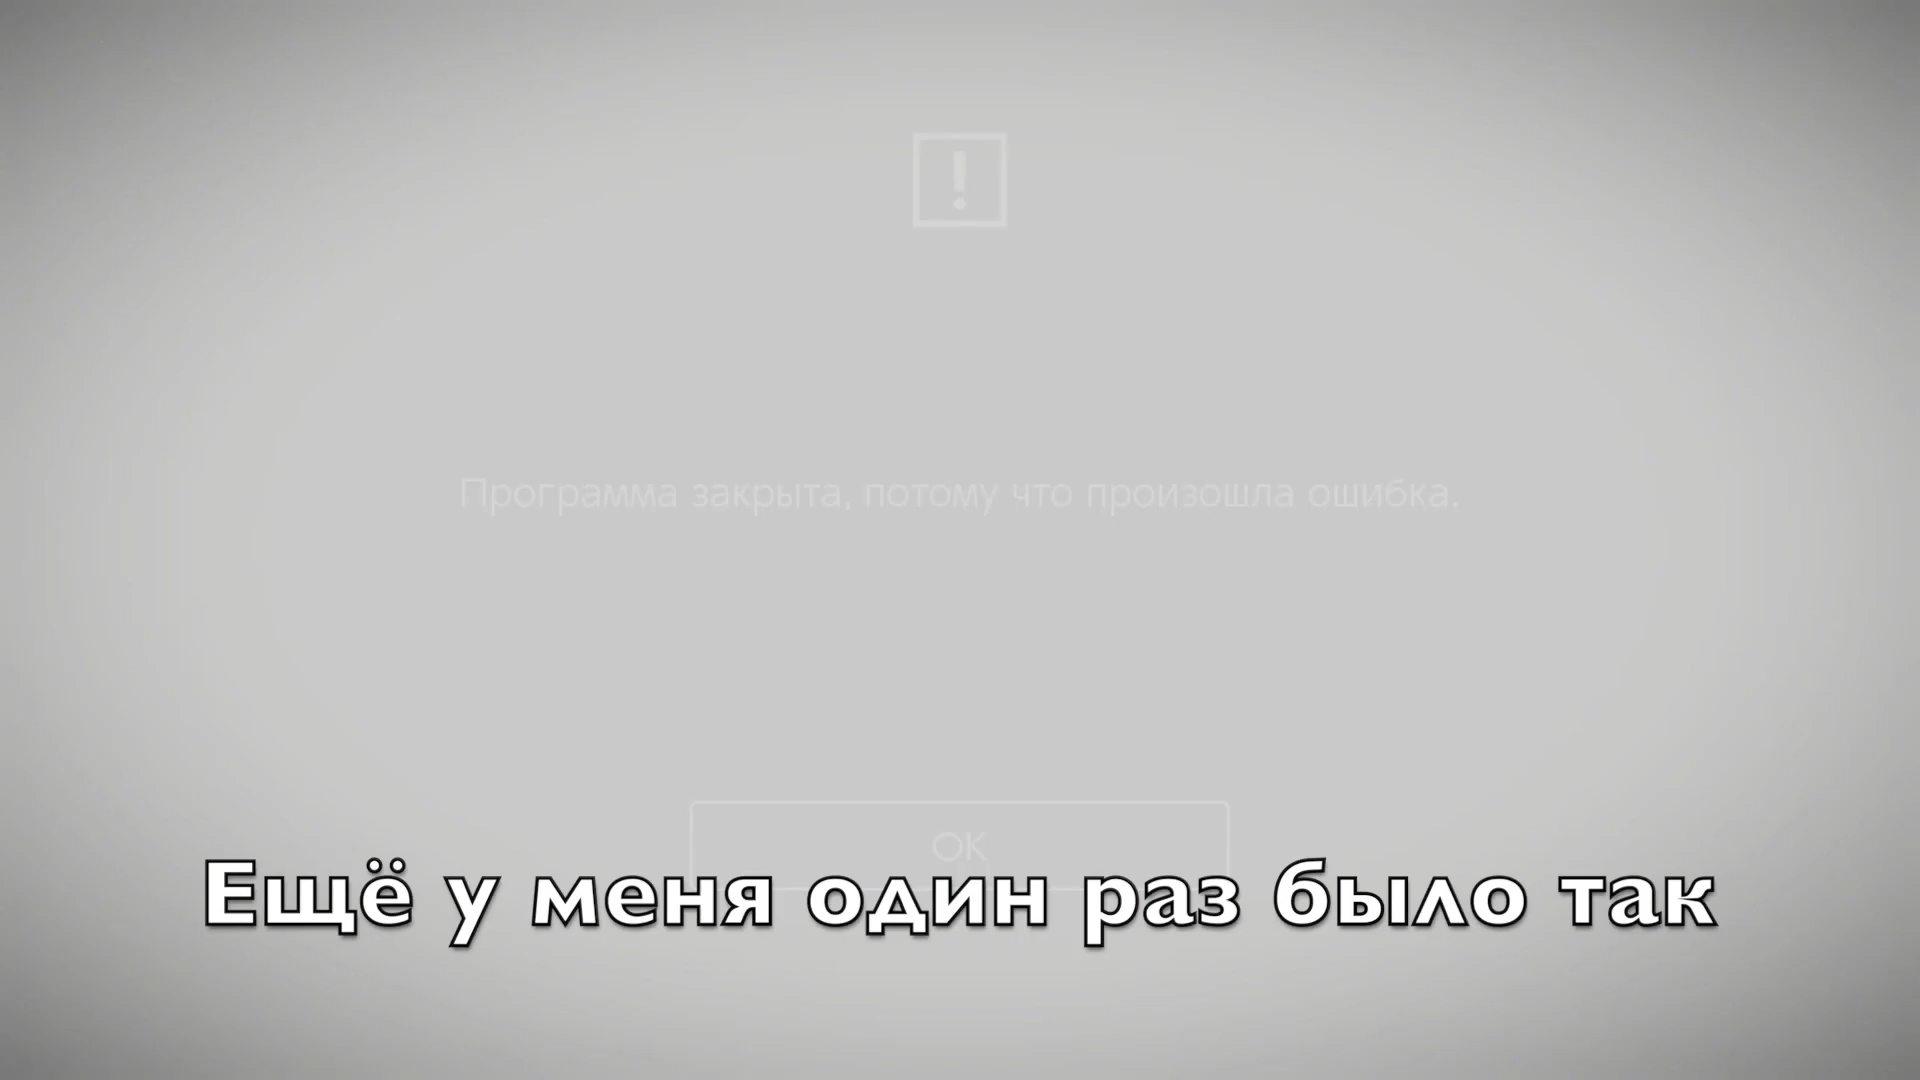 !
Программа закрыта, потому что произошла ошибка.
OK
Ещё у меня один раз было так